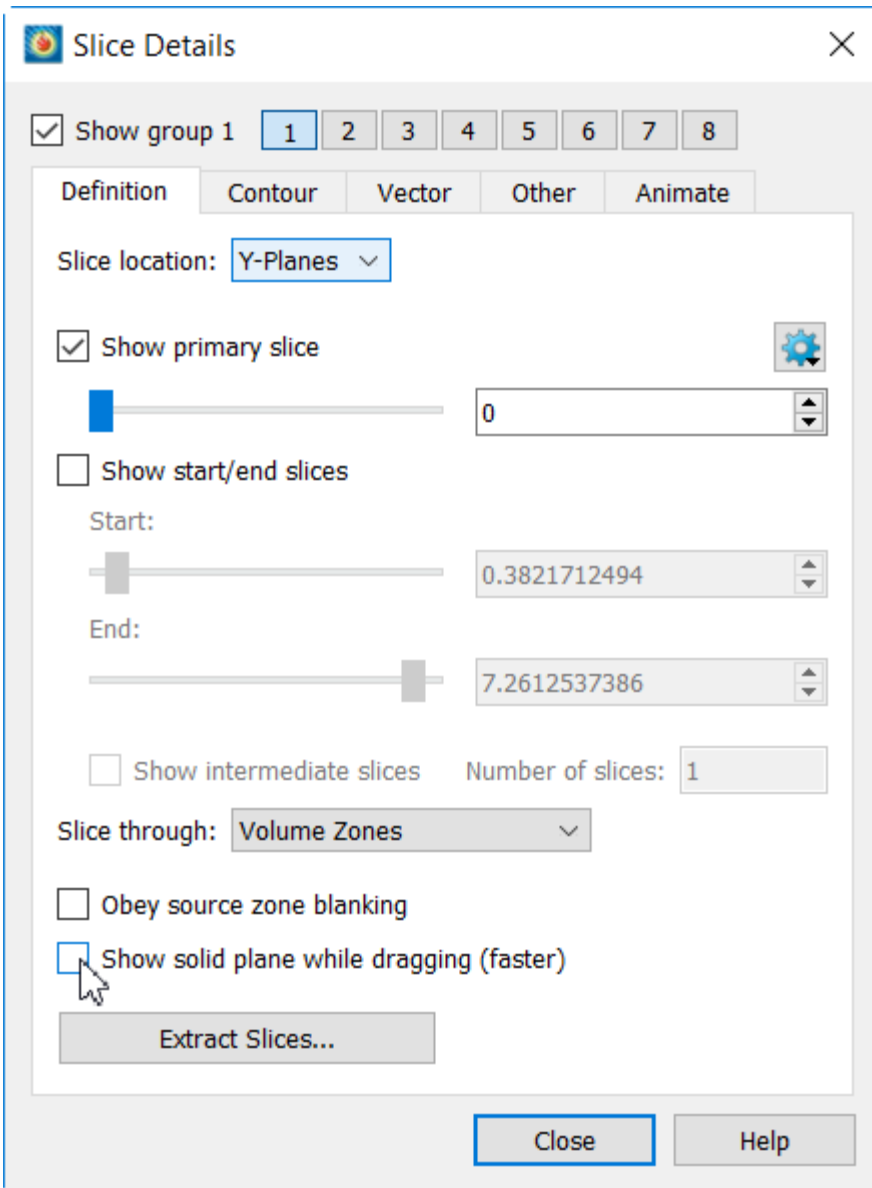 Slice Details
Show group 1 1 2 3 4 5 6 7 8
Definition Contour Vector Other Animate
Slice location: Y-Planes
Show primary slice
0
Show start/end slices
Start:
0.3821712494
End:
7.2612537386
Show intermediate slices Number of slices: 1
Slice through: Volume Zones
Obey source zone blanking
Show solid plane while dragging (faster)
Extract Slices...
Close Help